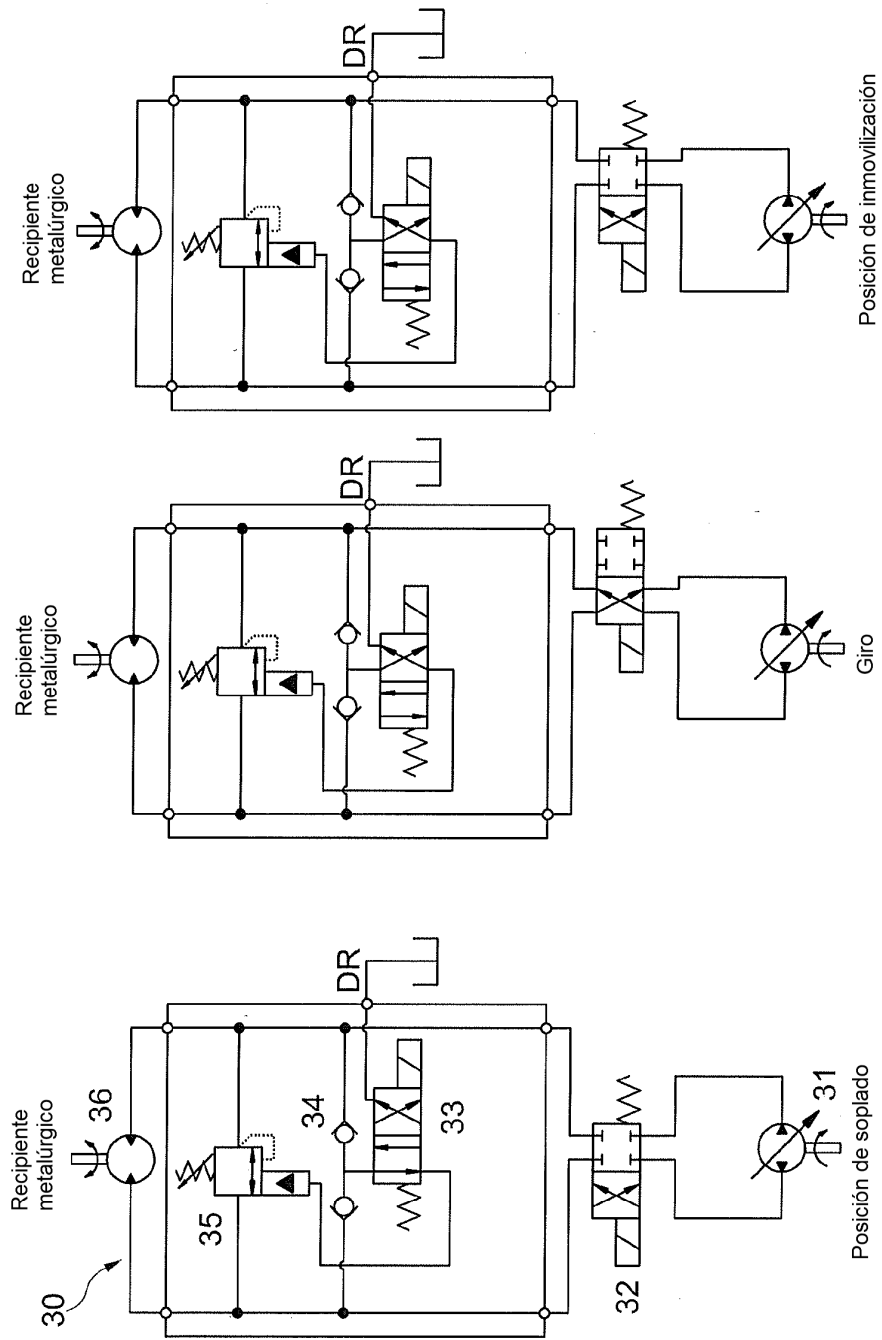 Recipiente
metalúrgico
30
36
35
34
33
DR
32
31
Posición de soplado
Recipiente
metalúrgico
DR
Giro
Recipiente
metalúrgico
DR
Posición de inmovilización